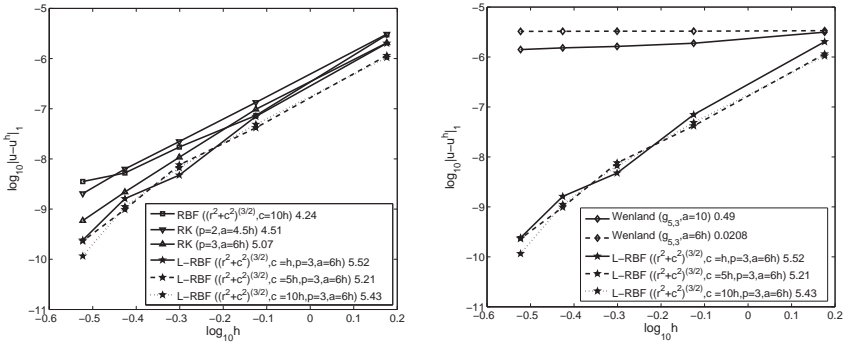 −5
−6
−7
−8
−9
−10
−11
log₁₀|u−uʰ|₁
RBF ((r²+c²)^(3/2),c=10h) 4.24
RK (p=2,a=4.5h) 4.51
RK (p=3,a=6h) 5.07
L−RBF ((r²+c²)^(3/2),c =h,p=3,a=6h) 5.52
L−RBF ((r²+c²)^(3/2),c =5h,p=3,a=6h) 5.21
L−RBF ((r²+c²)^(3/2),c =10h,p=3,a=6h) 5.43
−0.6 −0.5 −0.4 −0.3 −0.2 −0.1 0 0.1 0.2
log₁₀h
−5
−6
−7
−8
−9
−10
−11
log₁₀|u−uʰ|₁
Wenland (g₅,₃,a=10) 0.49
Wenland (g₅,₃,a=6h) 0.0208
L−RBF ((r²+c²)^(3/2),c =h,p=3,a=6h) 5.52
L−RBF ((r²+c²)^(3/2),c =5h,p=3,a=6h) 5.21
L−RBF ((r²+c²)^(3/2),c =10h,p=3,a=6h) 5.43
−0.6 −0.5 −0.4 −0.3 −0.2 −0.1 0 0.1 0.2
log₁₀h